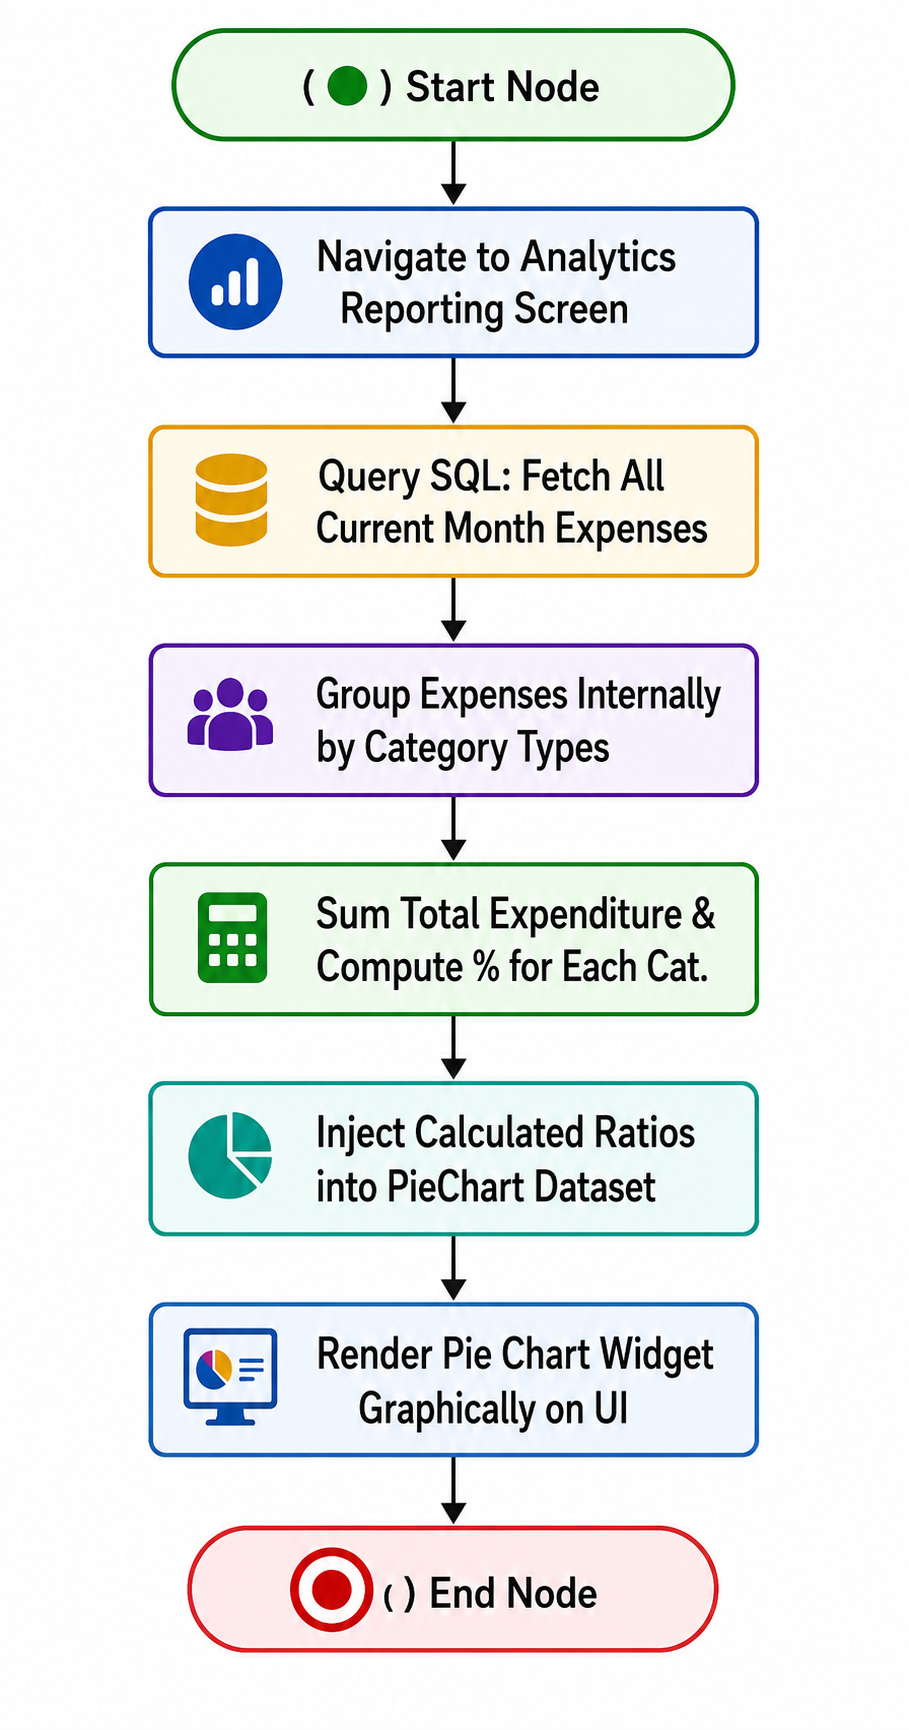 ( ) Start Node
Navigate to Analytics
Reporting Screen
Query SQL: Fetch All
Current Month Expenses
Group Expenses Internally
by Category Types
Sum Total Expenditure &
Compute % for Each Cat.
Inject Calculated Ratios
into PieChart Dataset
Render Pie Chart Widget
Graphically on UI
( ) End Node